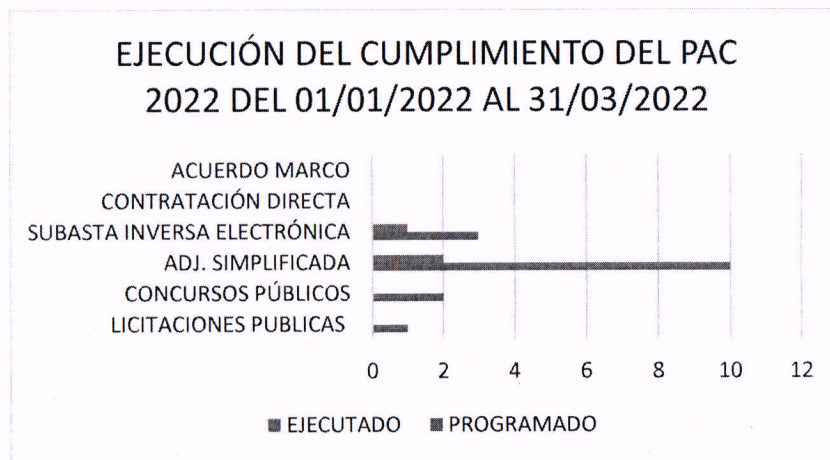 EJECUCIÓN DEL CUMPLIMIENTO DEL PAC
2022 DEL 01/01/2022 AL 31/03/2022
ACUERDO MARCO
CONTRATACIÓN DIRECTA
SUBASTA INVERSA ELECTRÓNICA
ADJ. SIMPLIFICADA
CONCURSOS PÚBLICOS
LICITACIONES PUBLICAS
0 2 4 6 8 10 12
EJECUTADO PROGRAMADO